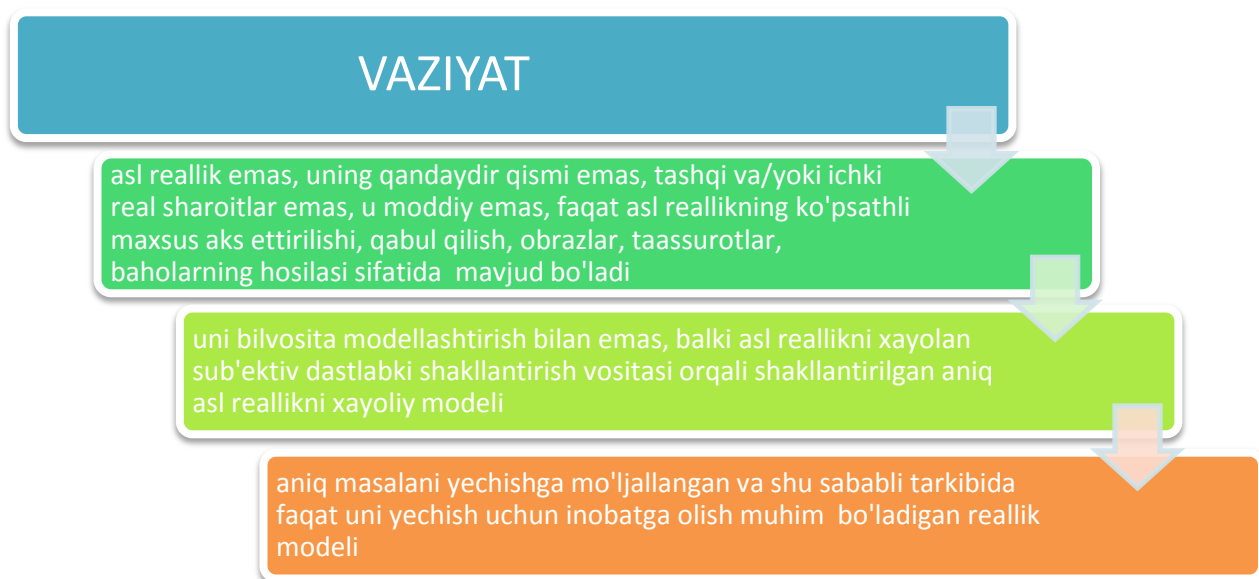 VAZIYAT
asl reallik emas, uning qandaydir qismi emas, tashqi va/yoki ichki
real sharoitlar emas, u moddiy emas, faqat asl reallikning ko'psathli
maxsus aks ettirilishi, qabul qilish, obrazlar, taassurotlar,
baholarning hosilasi sifatida mavjud bo'ladi
uni bilvosita modellashtirish bilan emas, balki asl reallikni xayolan
sub'ektiv dastlabki shakllantirish vositasi orqali shakllantirilgan aniq
asl reallikni xayoliy modeli
aniq masalani yechishga mo'ljallangan va shu sababli tarkibida
faqat uni yechish uchun inobatga olish muhim bo'ladigan reallik
modeli